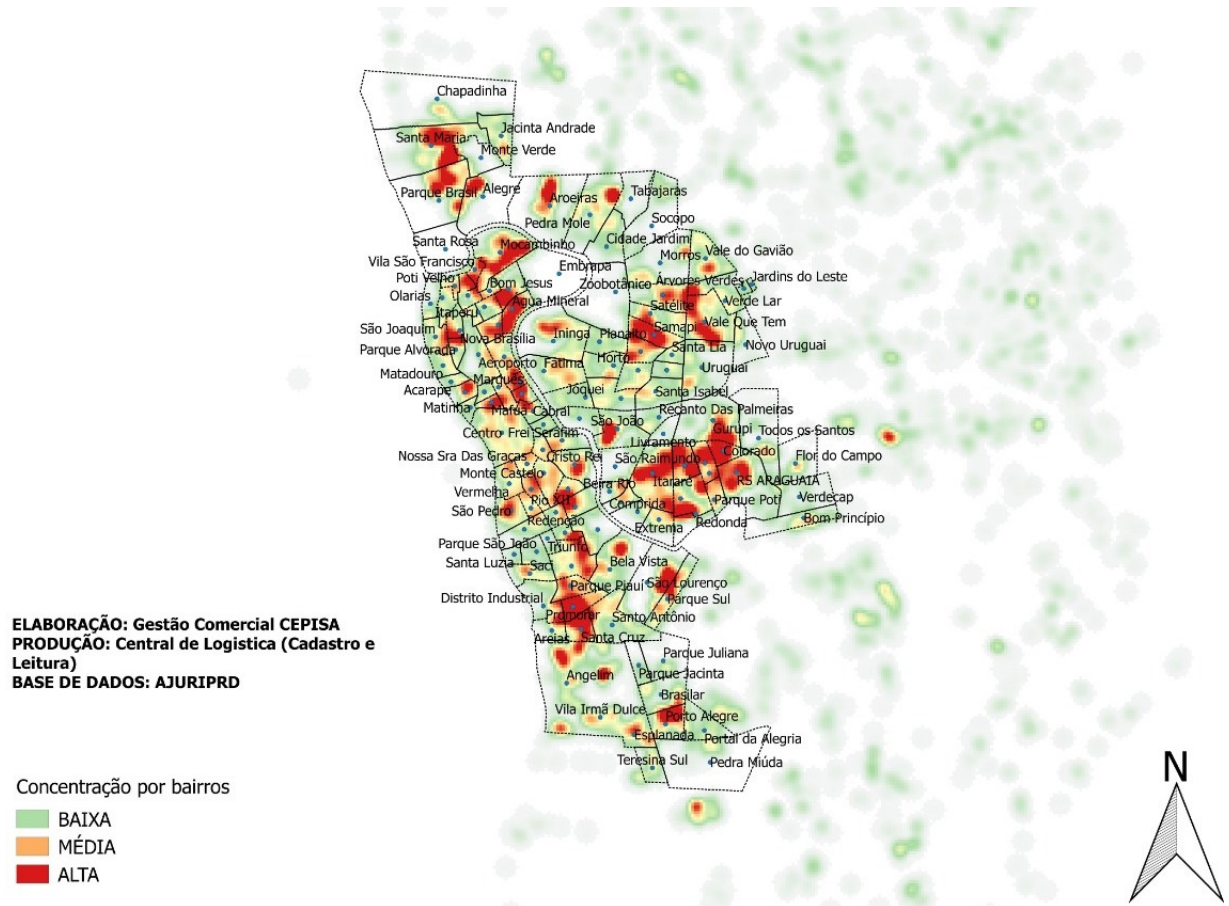 Chapadinha
Jacinta Andrade
Santa Maria
Monte Verde
Parque Brasil
Alegre
Aroeiras
Tabajaras
Pedra Mole
Socopo
Santa Rosa
Mocambinho
Cidade Jardim
Morros
Vale do Gavião
Vila São Francisco
Embrapa
Poti Velho
Bom Jesus
Zoobotânico
Árvores Verdes
Jardins do Leste
Olarias
Água Mineral
Satélite
Verde Lar
Itaperu
São Joaquim
Nova Brasília
Ininga
Planalto
Samapi
Vale Que Tem
Parque Alvorada
Santa Lia
Novo Uruguai
Aeroporto
Fátima
Horto
Uruguai
Matadouro
Marquês
Acarape
Jóquei
Santa Isabel
Matinha
Mafuá
Cabral
São João
Recanto Das Palmeiras
Centro
Frei Serafim
Gurupi
Todos os Santos
Livramento
Nossa Sra Das Graças
Cristo Rei
São Raimundo
Colorado
Flor do Campo
Monte Castelo
Beira Rio
Itararé
RS ARAGUAIA
Vermelha
Pio XII
Comprida
Parque Poti
Verdecap
São Pedro
Redenção
Extrema
Redonda
Bom Princípio
Parque São João
Triunfo
Santa Luzia
Saci
Bela Vista
Parque Piauí
São Lourenço
Distrito Industrial
Parque Sul
Promorar
Santo Antônio
Areias
Santa Cruz
Parque Juliana
Angelim
Parque Jacinta
Brasilar
Vila Irmã Dulce
Porto Alegre
Esplanada
Portal da Alegria
Teresina Sul
Pedra Miúda
ELABORAÇÃO: Gestão Comercial CEPISA
PRODUÇÃO: Central de Logistica (Cadastro e
Leitura)
BASE DE DADOS: AJURIPRD
Concentração por bairros
BAIXA
MÉDIA
ALTA
N